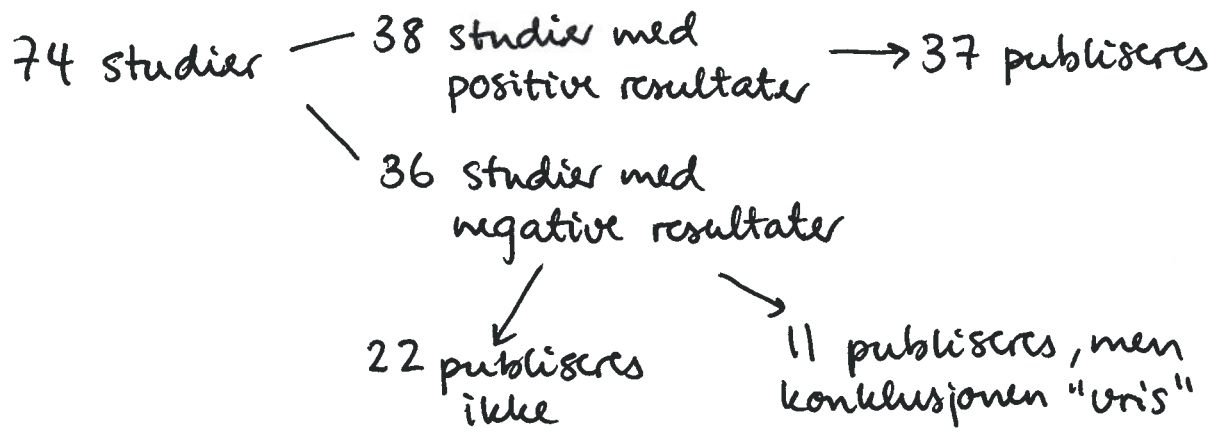 74 studier
38 studier med
positive resultater
37 publiseres
36 studier med
negative resultater
22 publiseres
ikke
11 publiseres, men
konklusjonen "vris"